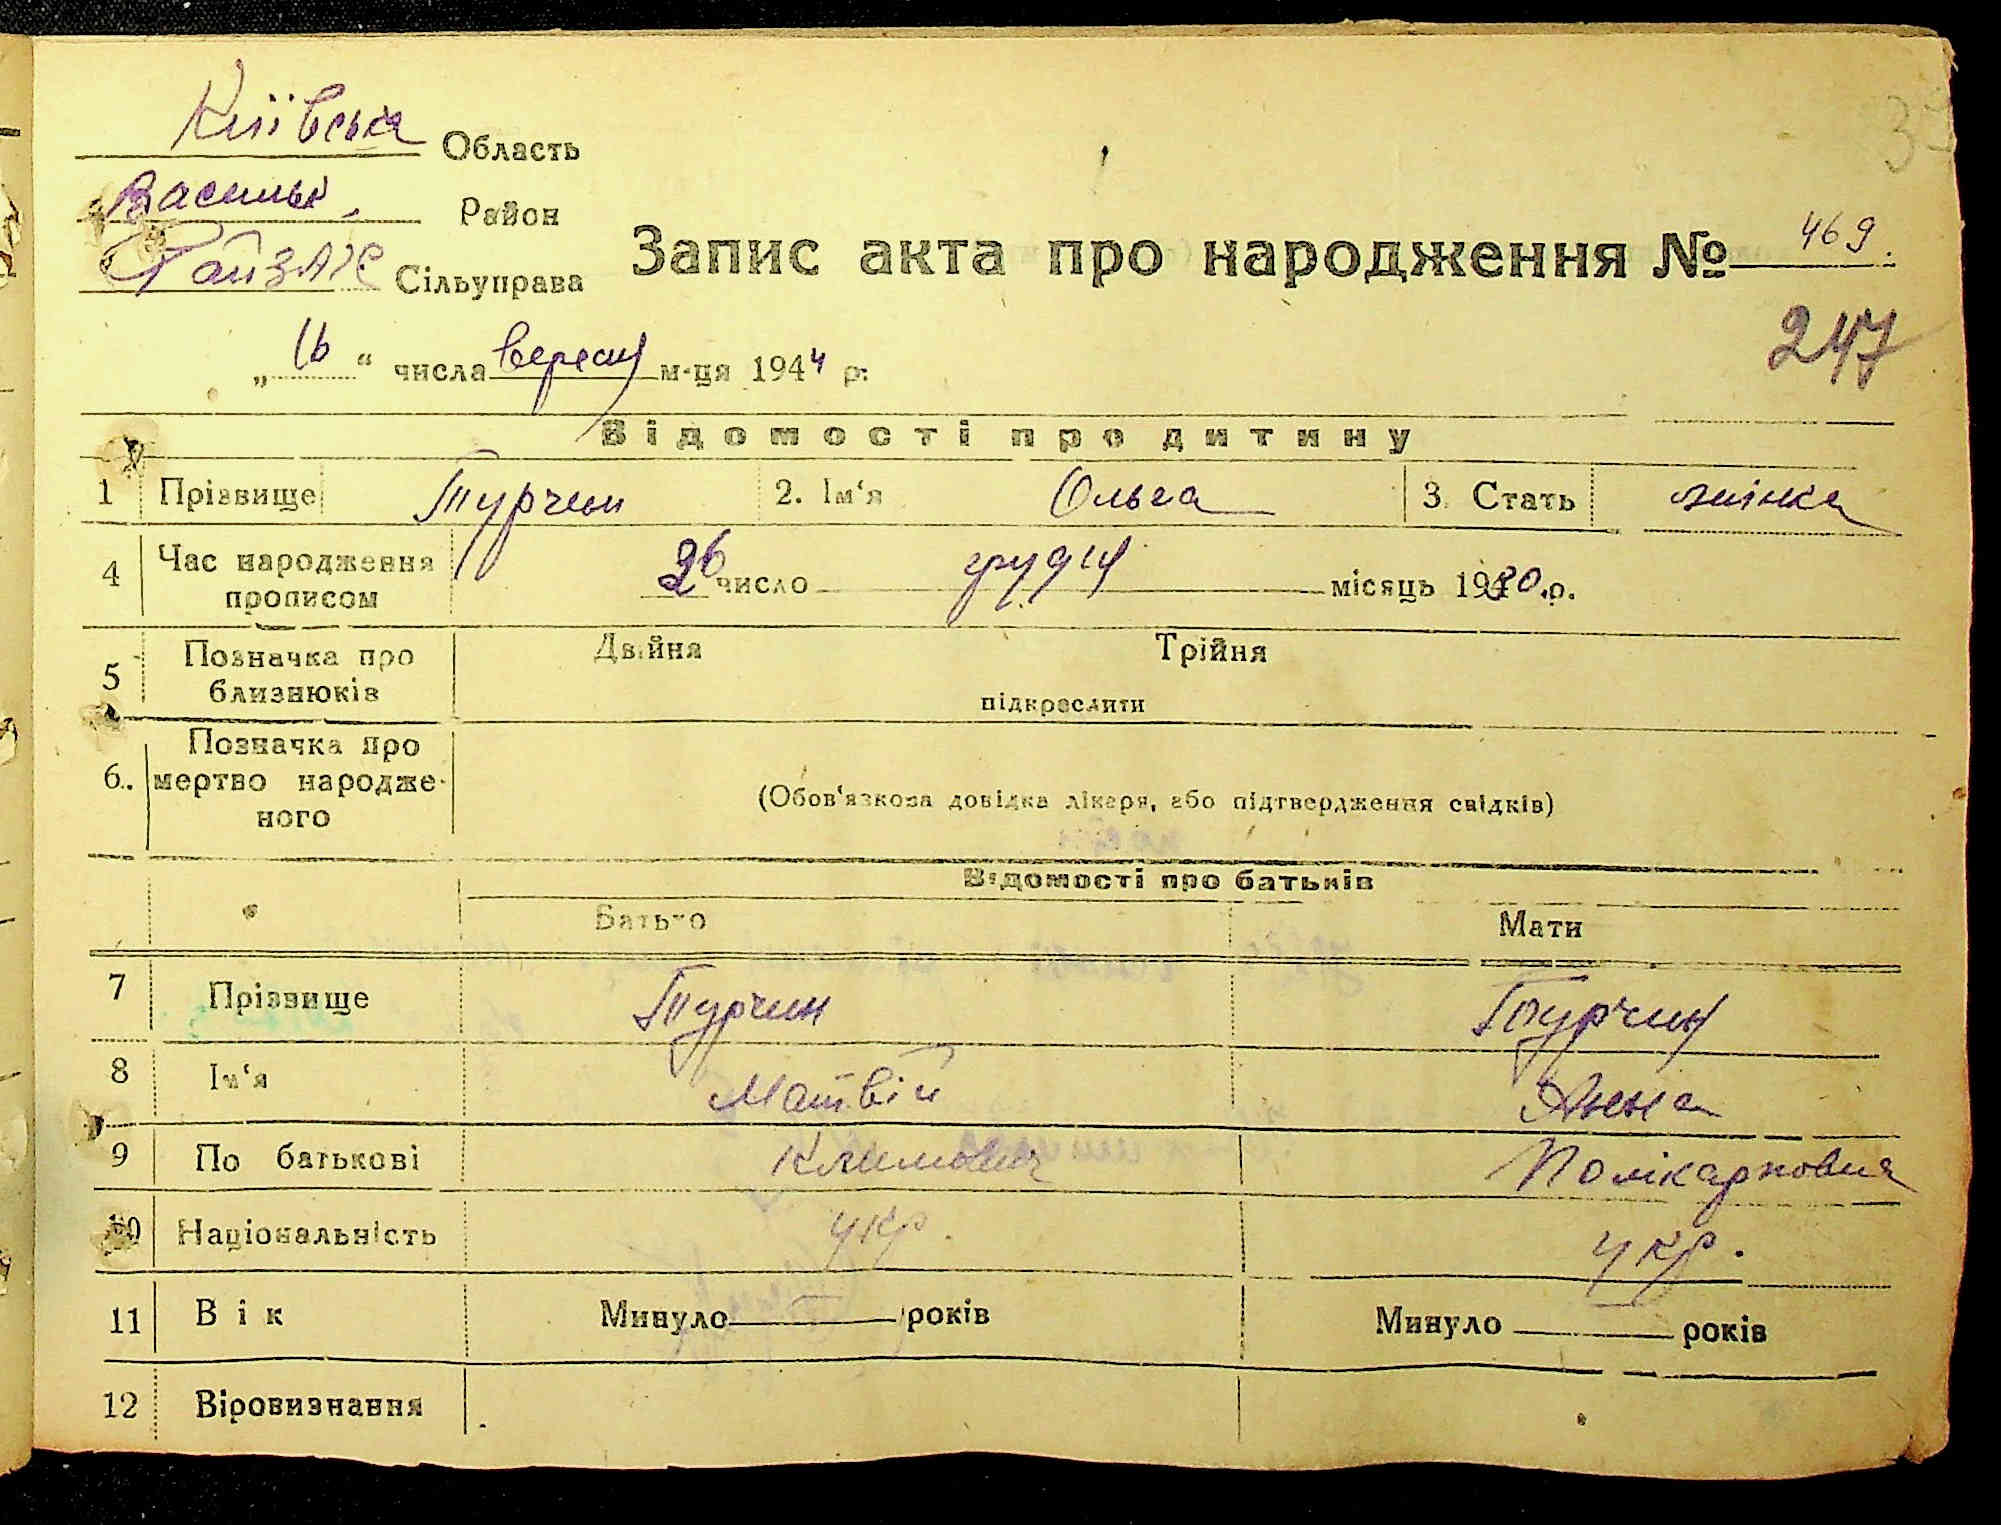 Київська Область
Васильк. Район
РайЗАГС Сільуправа
Запис акта про народження № 469.
247
„ 16 “ числа вересня м-ця 1944 р.
Відомості про дитину
1 Прізвище Турчин 2. Ім‘я Ольга 3. Стать жінка
4 Час народження прописом 26 число грудня місяць 1930.р.
5 Позначка про близнюків Двійня Трійня
підкреслити
6. Позначка про мертво народже-
ного
(Обов‘язкова довідка лікаря, або підтвердження свідків)
Відомості про батьків
Батько Мати
7 Прізвище Турчин Турчин
8 Ім‘я Матвій Анна
9 По батькові Климович Полікарповна
10 Національність укр. укр.
11 Вік Минуло років Минуло років
12 Віровизнання